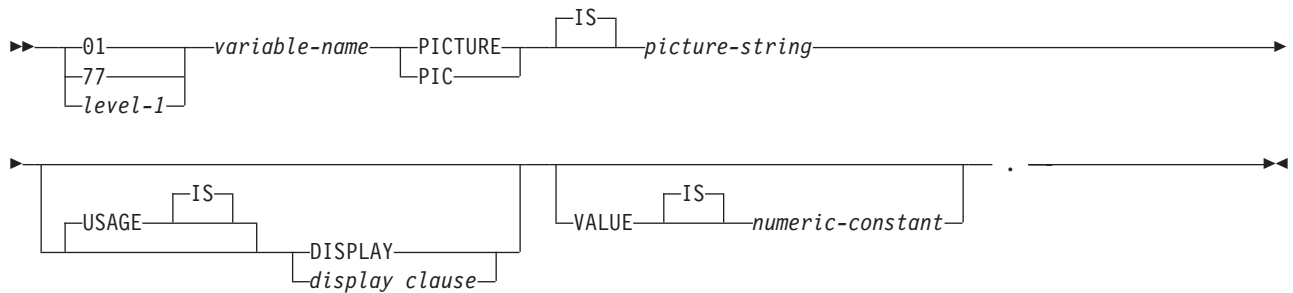 IS
01 variable-name PICTURE picture-string
77 PIC
level-1
IS IS
USAGE VALUE numeric-constant .
DISPLAY
display clause